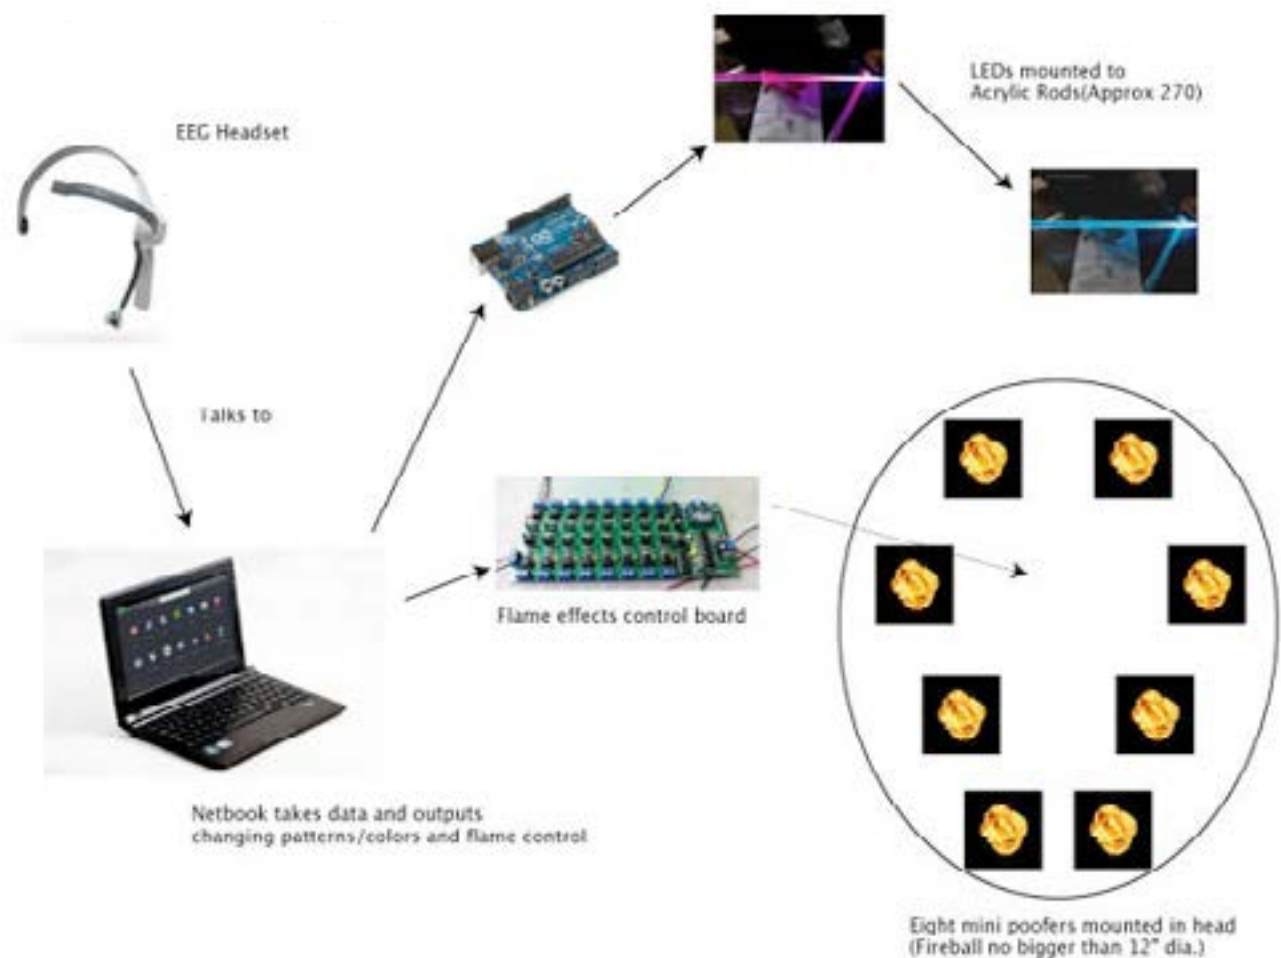 EEG Headset
LEDs mounted to
Acrylic Rods(Approx 270)
Talks to
Flame effects control board
Netbook takes data and outputs
changing patterns/colors and flame control
Eight mini poofers mounted in head
(Fireball no bigger than 12" dia.)